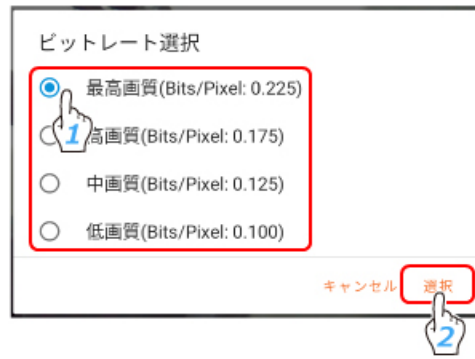 ビットレート選択
最高画質(Bits/Pixel: 0.225)
高画質(Bits/Pixel: 0.175)
1
中画質(Bits/Pixel: 0.125)
低画質(Bits/Pixel: 0.100)
キャンセル 選択
2